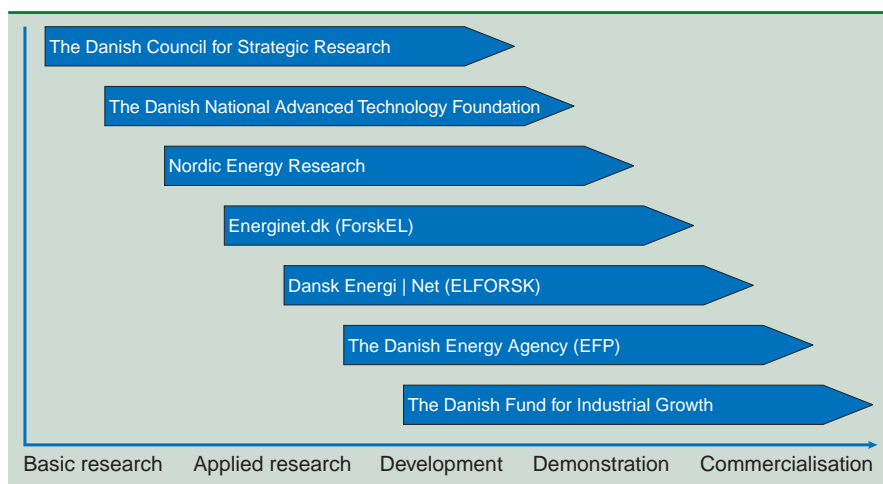 The Danish Council for Strategic Research
The Danish National Advanced Technology Foundation
Nordic Energy Research
Energinet.dk (ForskEL)
Dansk Energi | Net (ELFORSK)
The Danish Energy Agency (EFP)
The Danish Fund for Industrial Growth
Basic research Applied research Development Demonstration Commercialisation